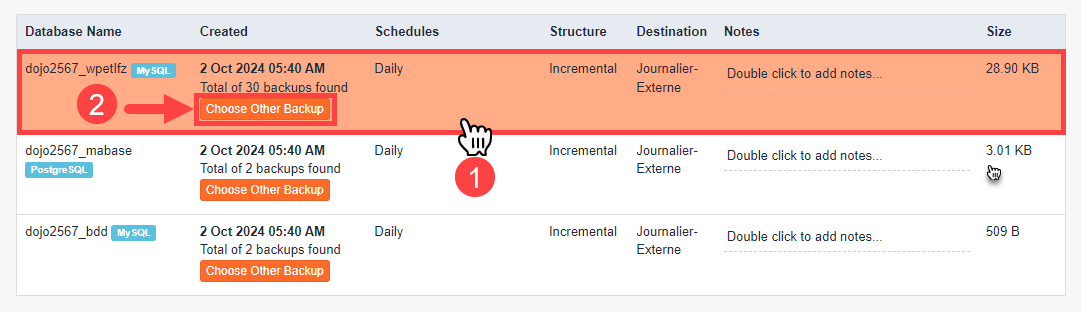 Database Name Created Schedules Structure Destination Notes Size
dojo2567_wpetlfz MySQL 2 Oct 2024 05:40 AM Daily Incremental Journalier- Double click to add notes... 28.90 KB
Total of 30 backups found Externe
2 Choose Other Backup
dojo2567_mabase 2 Oct 2024 05:40 AM Daily Incremental Journalier- Double click to add notes... 3.01 KB
PostgreSQL Total of 2 backups found 1 Externe
Choose Other Backup
dojo2567_bdd MySQL 2 Oct 2024 05:40 AM Daily Incremental Journalier- Double click to add notes... 509 B
Total of 2 backups found Externe
Choose Other Backup